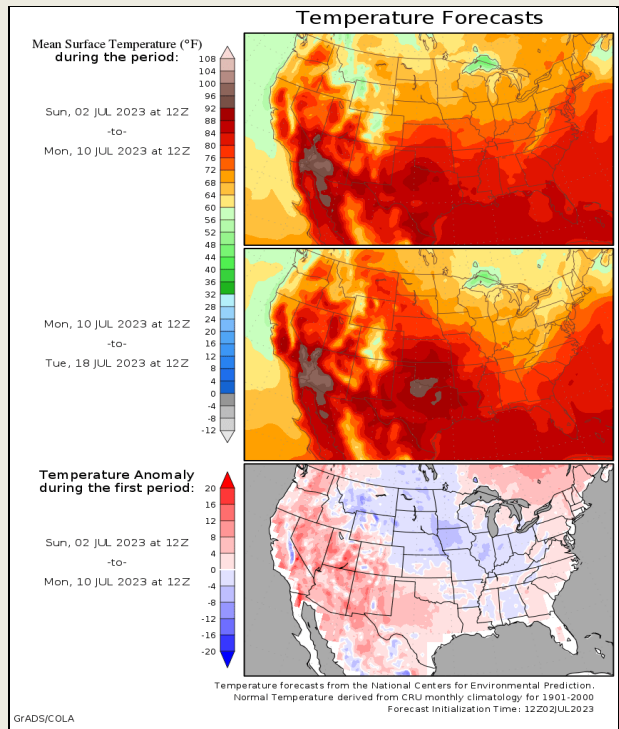 Temperature Forecasts
Mean Surface Temperature (°F)
during the period:
108
104
100
96
92
88
84
80
76
72
68
64
60
56
52
48
44
40
36
32
28
24
20
16
12
8
4
0
-4
-8
-12
Sun, 02 JUL 2023 at 12Z
-to-
Mon, 10 JUL 2023 at 12Z
Mon, 10 JUL 2023 at 12Z
-to-
Tue, 18 JUL 2023 at 12Z
Temperature Anomaly
during the first period:
20
16
12
8
4
0
-4
-8
-12
-16
-20
Sun, 02 JUL 2023 at 12Z
-to-
Mon, 10 JUL 2023 at 12Z
Temperature forecasts from the National Centers for Environmental Prediction.
Normal Temperature derived from CRU monthly climatology for 1901-2000
Forecast Initialization Time: 12Z02JUL2023
GrADS/COLA